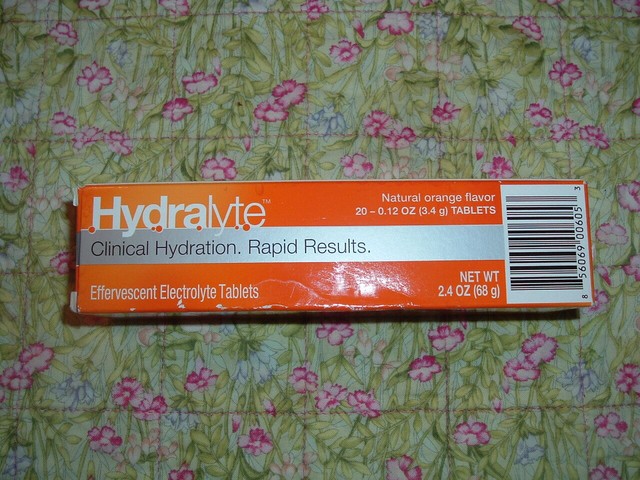 Hydralyte™
Clinical Hydration. Rapid Results.
Effervescent Electrolyte Tablets
Natural orange flavor
20 – 0.12 OZ (3.4 g) TABLETS
NET WT
2.4 OZ (68 g)
8 56069 00605 3